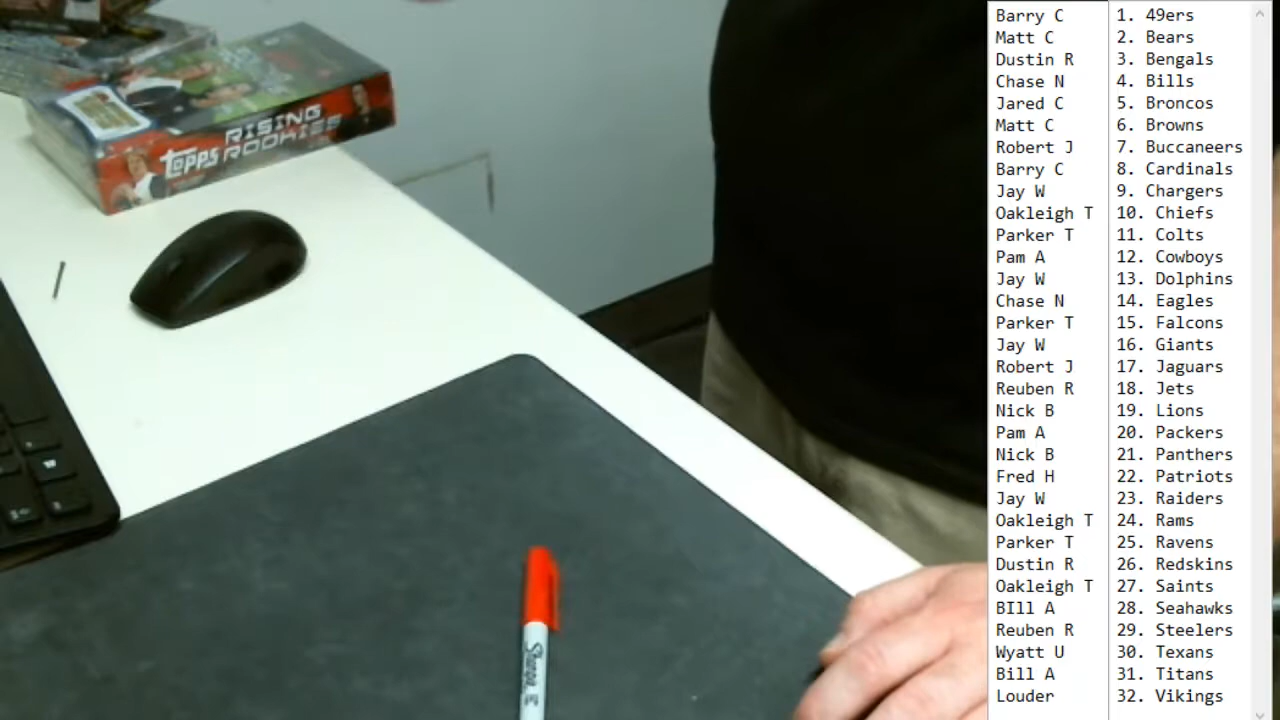 TOPPS RISING ROOKIES
Sharpie
W
Barry C 1. 49ers
Matt C 2. Bears
Dustin R 3. Bengals
Chase N 4. Bills
Jared C 5. Broncos
Matt C 6. Browns
Robert J 7. Buccaneers
Barry C 8. Cardinals
Jay W 9. Chargers
Oakleigh T 10. Chiefs
Parker T 11. Colts
Pam A 12. Cowboys
Jay W 13. Dolphins
Chase N 14. Eagles
Parker T 15. Falcons
Jay W 16. Giants
Robert J 17. Jaguars
Reuben R 18. Jets
Nick B 19. Lions
Pam A 20. Packers
Nick B 21. Panthers
Fred H 22. Patriots
Jay W 23. Raiders
Oakleigh T 24. Rams
Parker T 25. Ravens
Dustin R 26. Redskins
Oakleigh T 27. Saints
BIll A 28. Seahawks
Reuben R 29. Steelers
Wyatt U 30. Texans
Bill A 31. Titans
Louder 32. Vikings